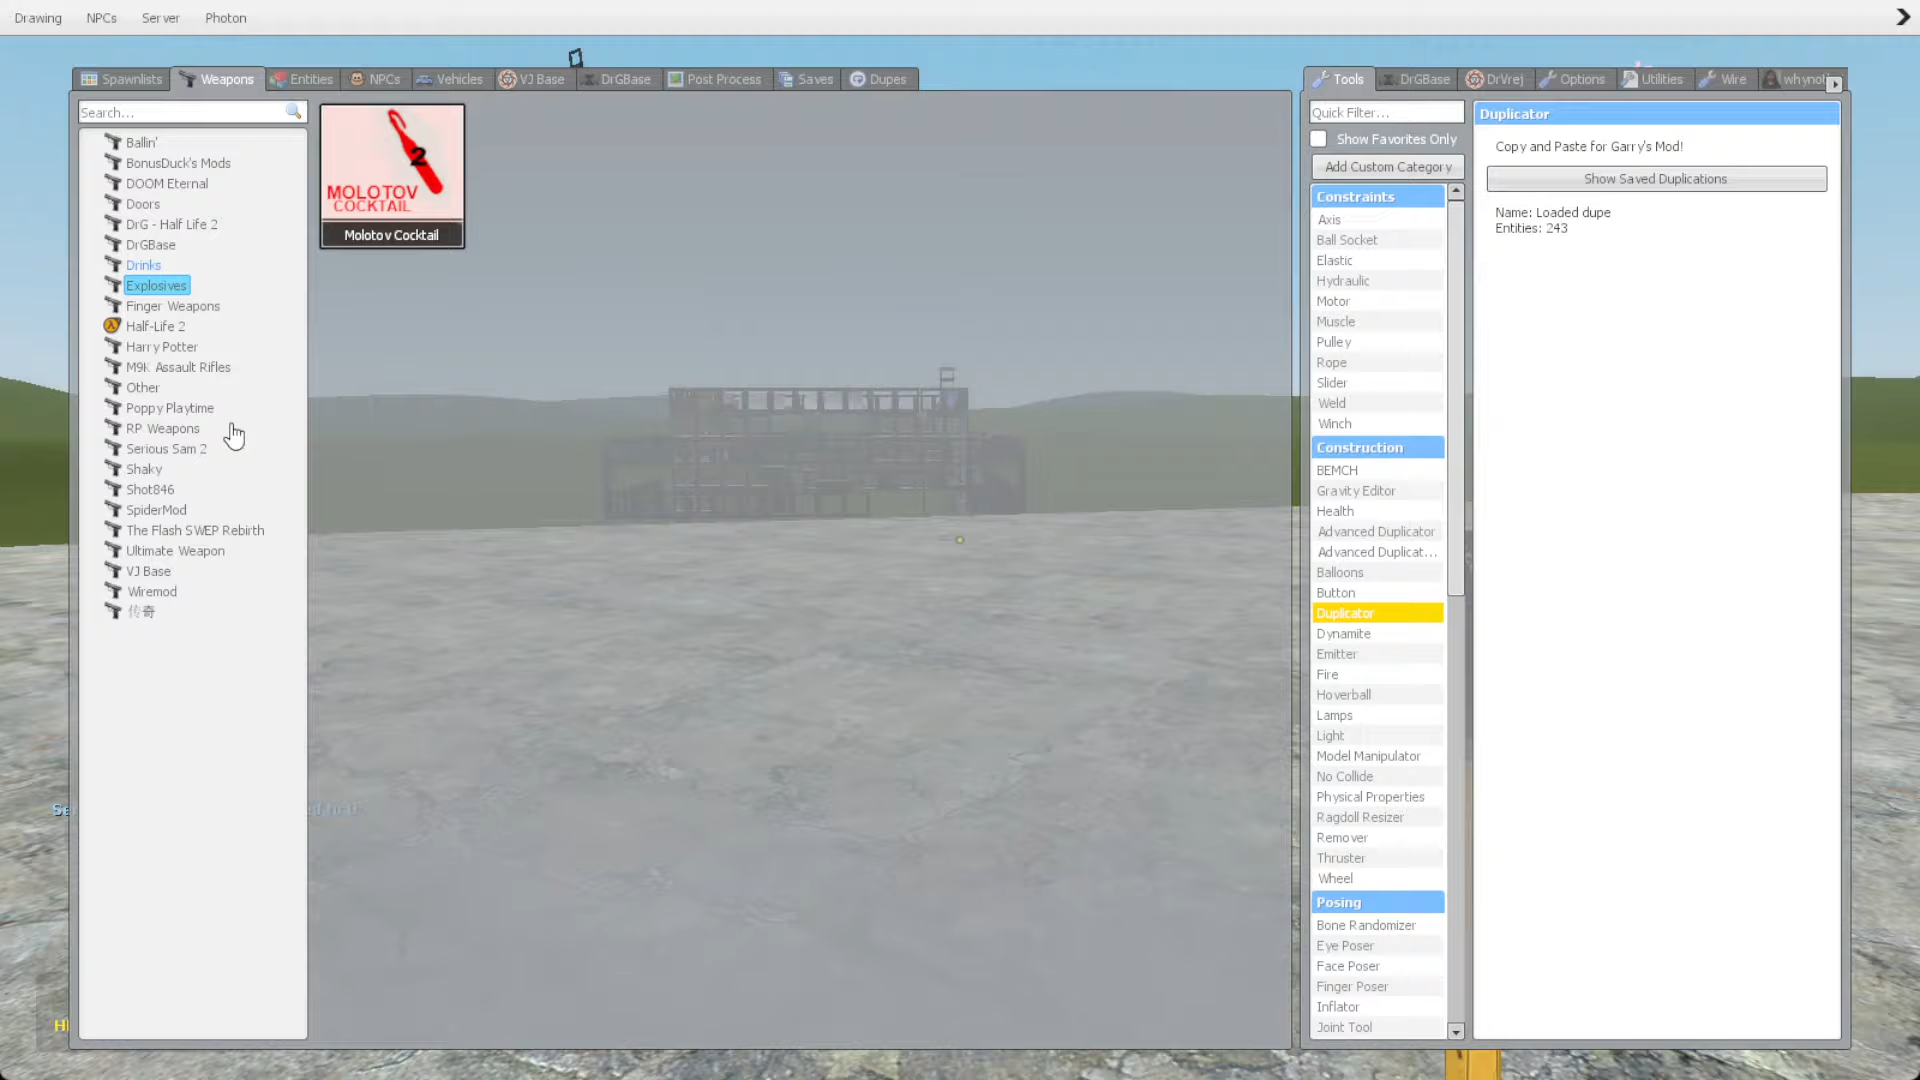 Drawing NPCs Server Photon
Spawnlists Weapons Entities NPCs Vehicles VJ Base DrGBase Post Process Saves Dupes
Search...
Ballin'
BonusDuck's Mods
DOOM Eternal
Doors
DrG - Half Life 2
DrGBase
Drinks
Explosives
Finger Weapons
Half-Life 2
Harry Potter
M9K Assault Rifles
Other
Poppy Playtime
RP Weapons
Serious Sam 2
Shaky
Shot846
SpiderMod
The Flash SWEP Rebirth
Ultimate Weapon
VJ Base
Wiremod
传奇
2
MOLOTOV
COCKTAIL
Molotov Cocktail
Tools DrGBase DrVrej Options Utilities Wire whynot
Quick Filter...
Show Favorites Only
Add Custom Category
Constraints
Axis
Ball Socket
Elastic
Hydraulic
Motor
Muscle
Pulley
Rope
Slider
Weld
Winch
Construction
BEMCH
Gravity Editor
Health
Advanced Duplicator
Advanced Duplicat...
Balloons
Button
Duplicator
Dynamite
Emitter
Fire
Hoverball
Lamps
Light
Model Manipulator
No Collide
Physical Properties
Ragdoll Resizer
Remover
Thruster
Wheel
Posing
Bone Randomizer
Eye Poser
Face Poser
Finger Poser
Inflator
Joint Tool
Duplicator
Copy and Paste for Garry's Mod!
Show Saved Duplications
Name: Loaded dupe
Entities: 243